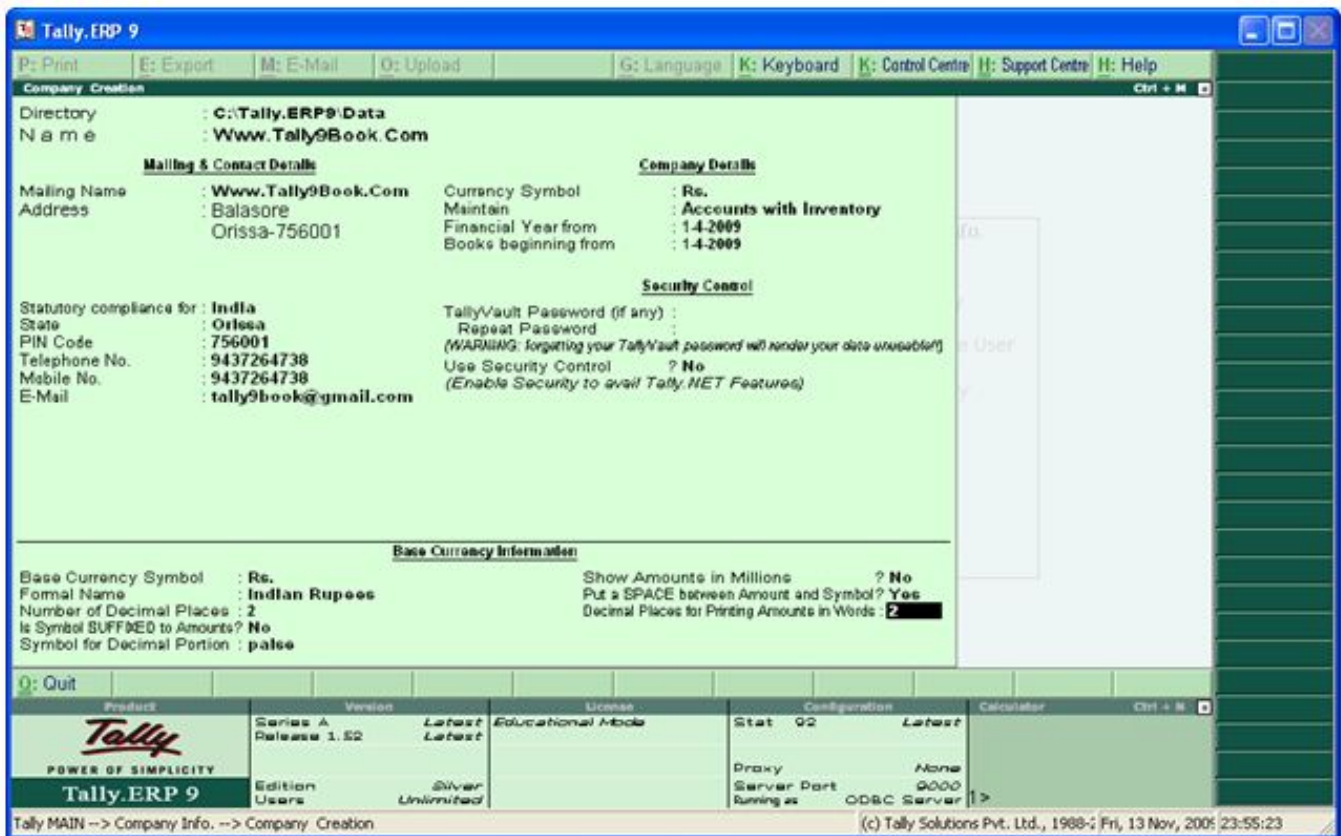 Tally.ERP 9
P: Print E: Export M: E-Mail O: Upload G: Language K: Keyboard K: Control Centre H: Support Centre H: Help
Company Creation Ctrl + M
Directory : C:\Tally.ERP9\Data
Name : Www.Tally9Book.Com
Mailing & Contact Details Company Details
Mailing Name : Www.Tally9Book.Com Currency Symbol : Rs.
Address : Balasore Maintain : Accounts with Inventory
Orissa-756001 Financial Year from : 1-4-2009
Books beginning from : 1-4-2009
Security Control
Statutory compliance for : India TallyVault Password (if any) :
State : Orissa Repeat Password :
PIN Code : 756001 (WARNING: forgetting your TallyVault password will render your data unusable!!)
Telephone No. : 9437264738 Use Security Control ? No
Mobile No. : 9437264738 (Enable Security to avail Tally.NET Features)
E-Mail : tally9book@gmail.com
User
Base Currency Information
Base Currency Symbol : Rs. Show Amounts in Millions ? No
Formal Name : Indian Rupees Put a SPACE between Amount and Symbol? Yes
Number of Decimal Places : 2 Decimal Places for Printing Amounts in Words : 2
Is Symbol SUFFIXED to Amounts? No
Symbol for Decimal Portion : paise
Q: Quit
Product Version License Configuration Calculator Ctrl + N
Tally Series A Latest Educational Mode Stat 92 Latest
Release 1.52 Latest
POWER OF SIMPLICITY Proxy None
Tally.ERP 9 Edition Silver Server Port 9000
Users Unlimited Running as ODBC Server 1>
Tally MAIN --> Company Info. --> Company Creation (c) Tally Solutions Pvt. Ltd., 1988-2 Fri, 13 Nov, 2009 23:55:23